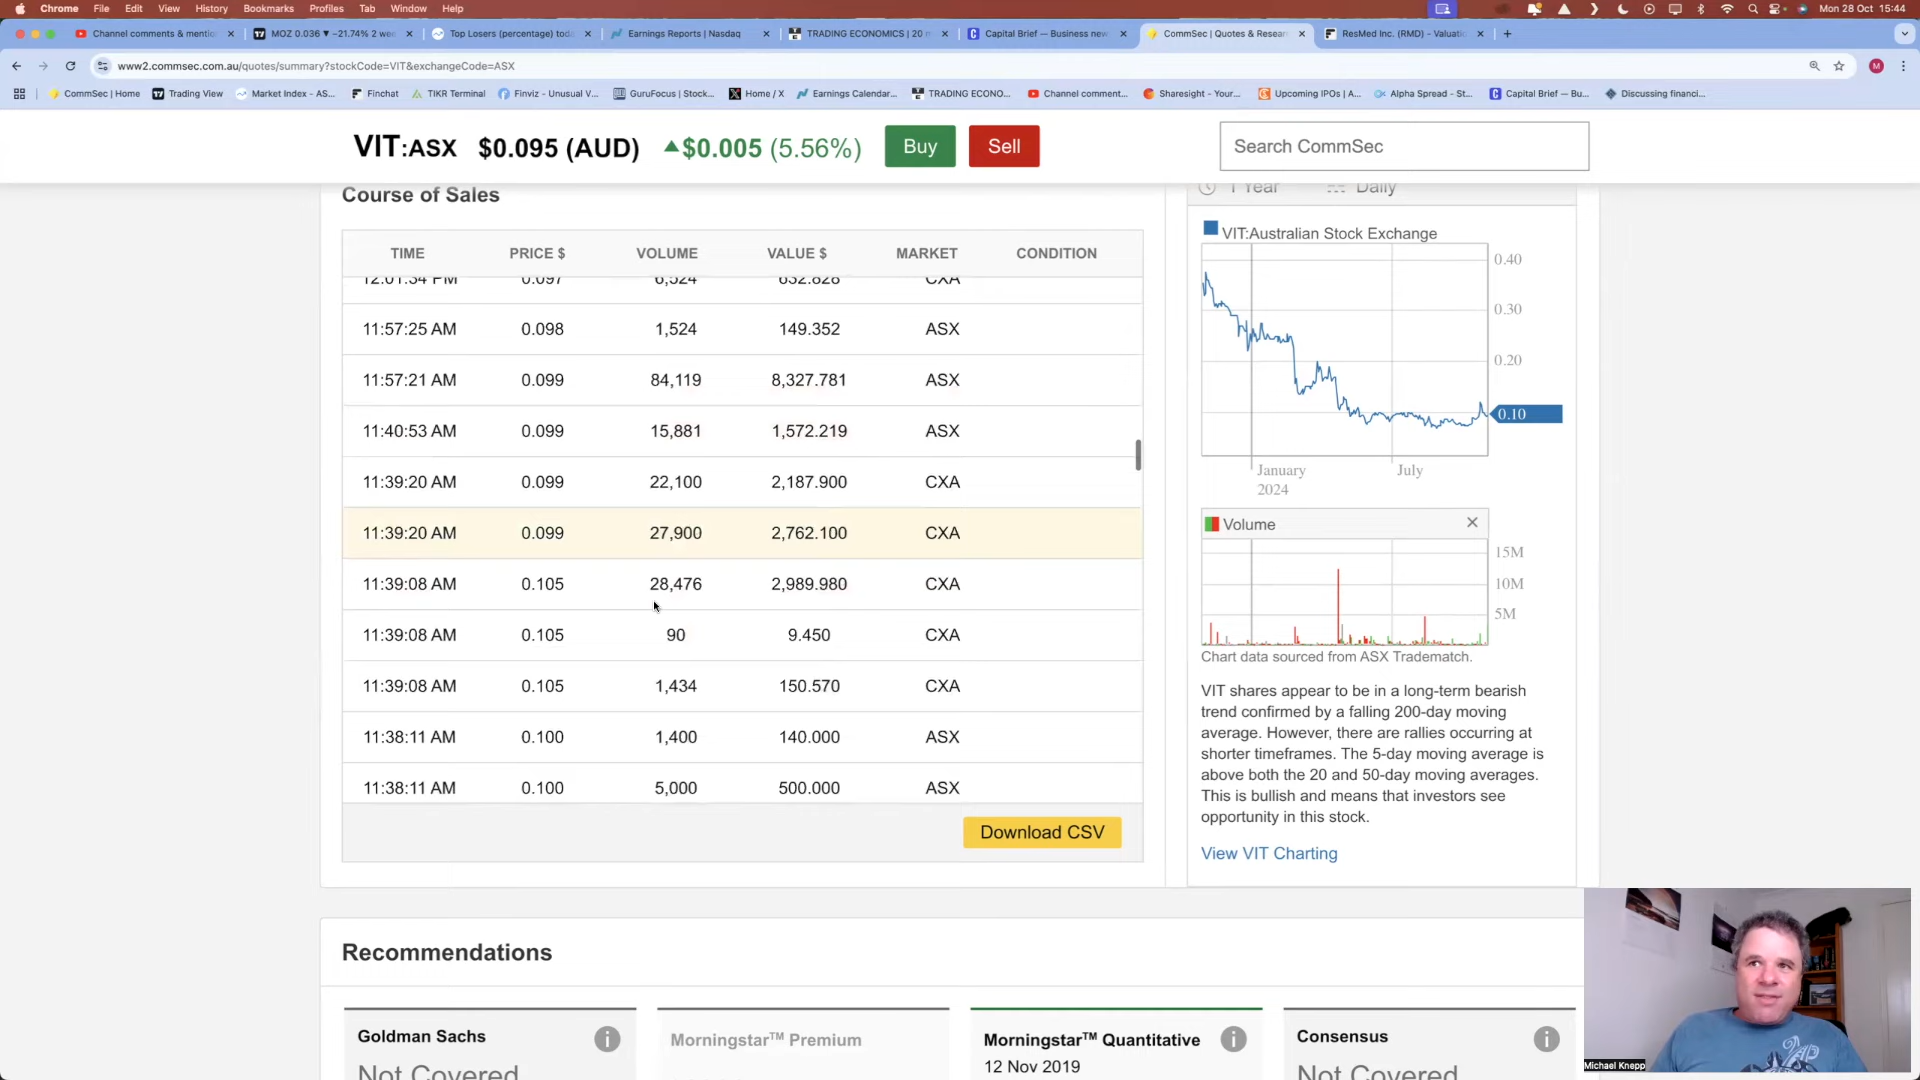 Chrome File Edit View History Bookmarks Profiles Tab Window Help Mon 28 Oct 15:44
Channel comments & mentio MOZ 0.036 ▼ −21.74% 2 we Top Losers (percentage) toda Earnings Reports | Nasdaq TRADING ECONOMICS | 20 m Capital Brief — Business new CommSec | Quotes & Resear ResMed Inc. (RMD) - Valuati
www2.commsec.com.au/quotes/summary?stockCode=VIT&exchangeCode=ASX
CommSec | Home Trading View Market Index - AS... Finchat TIKR Terminal Finviz - Unusual V... GuruFocus | Stock... Home / X Earnings Calendar... TRADING ECONO... Channel comment... Sharesight - Your... Upcoming IPOs | A... Alpha Spread - St... Capital Brief — Bu... Discussing financi...
VIT:ASX $0.095 (AUD) ▲$0.005 (5.56%) Buy Sell Search CommSec
Course of Sales
TIME PRICE $ VOLUME VALUE $ MARKET CONDITION
12:01:34 PM 0.097 6,524 632.828 CXA
11:57:25 AM 0.098 1,524 149.352 ASX
11:57:21 AM 0.099 84,119 8,327.781 ASX
11:40:53 AM 0.099 15,881 1,572.219 ASX
11:39:20 AM 0.099 22,100 2,187.900 CXA
11:39:20 AM 0.099 27,900 2,762.100 CXA
11:39:08 AM 0.105 28,476 2,989.980 CXA
11:39:08 AM 0.105 90 9.450 CXA
11:39:08 AM 0.105 1,434 150.570 CXA
11:38:11 AM 0.100 1,400 140.000 ASX
11:38:11 AM 0.100 5,000 500.000 ASX
Download CSV
1 Year Daily
VIT:Australian Stock Exchange
0.40
0.30
0.20
0.10
January July
2024
Volume
15M
10M
5M
Chart data sourced from ASX Tradematch.
VIT shares appear to be in a long-term bearish
trend confirmed by a falling 200-day moving
average. However, there are rallies occurring at
shorter timeframes. The 5-day moving average is
above both the 20 and 50-day moving averages.
This is bullish and means that investors see
opportunity in this stock.
View VIT Charting
Recommendations
Goldman Sachs
Not Covered
Morningstar™ Premium
Morningstar™ Quantitative
12 Nov 2019
Consensus
Not Covered
Michael Knepp